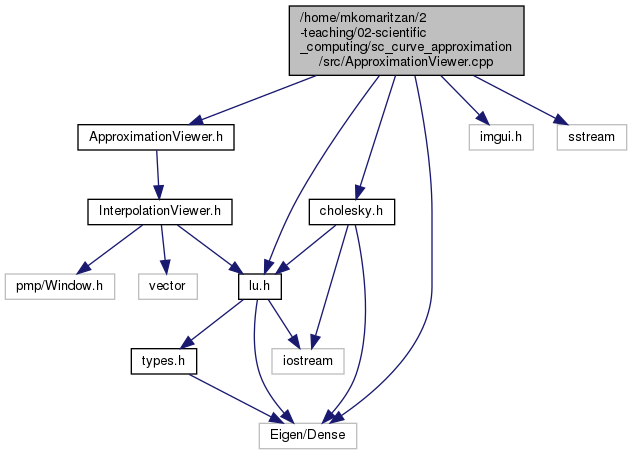 /home/mkomaritzan/2
-teaching/02-scientific
_computing/sc_curve_approximation
/src/ApproximationViewer.cpp
ApproximationViewer.h
imgui.h
sstream
InterpolationViewer.h
cholesky.h
pmp/Window.h
vector
lu.h
types.h
iostream
Eigen/Dense